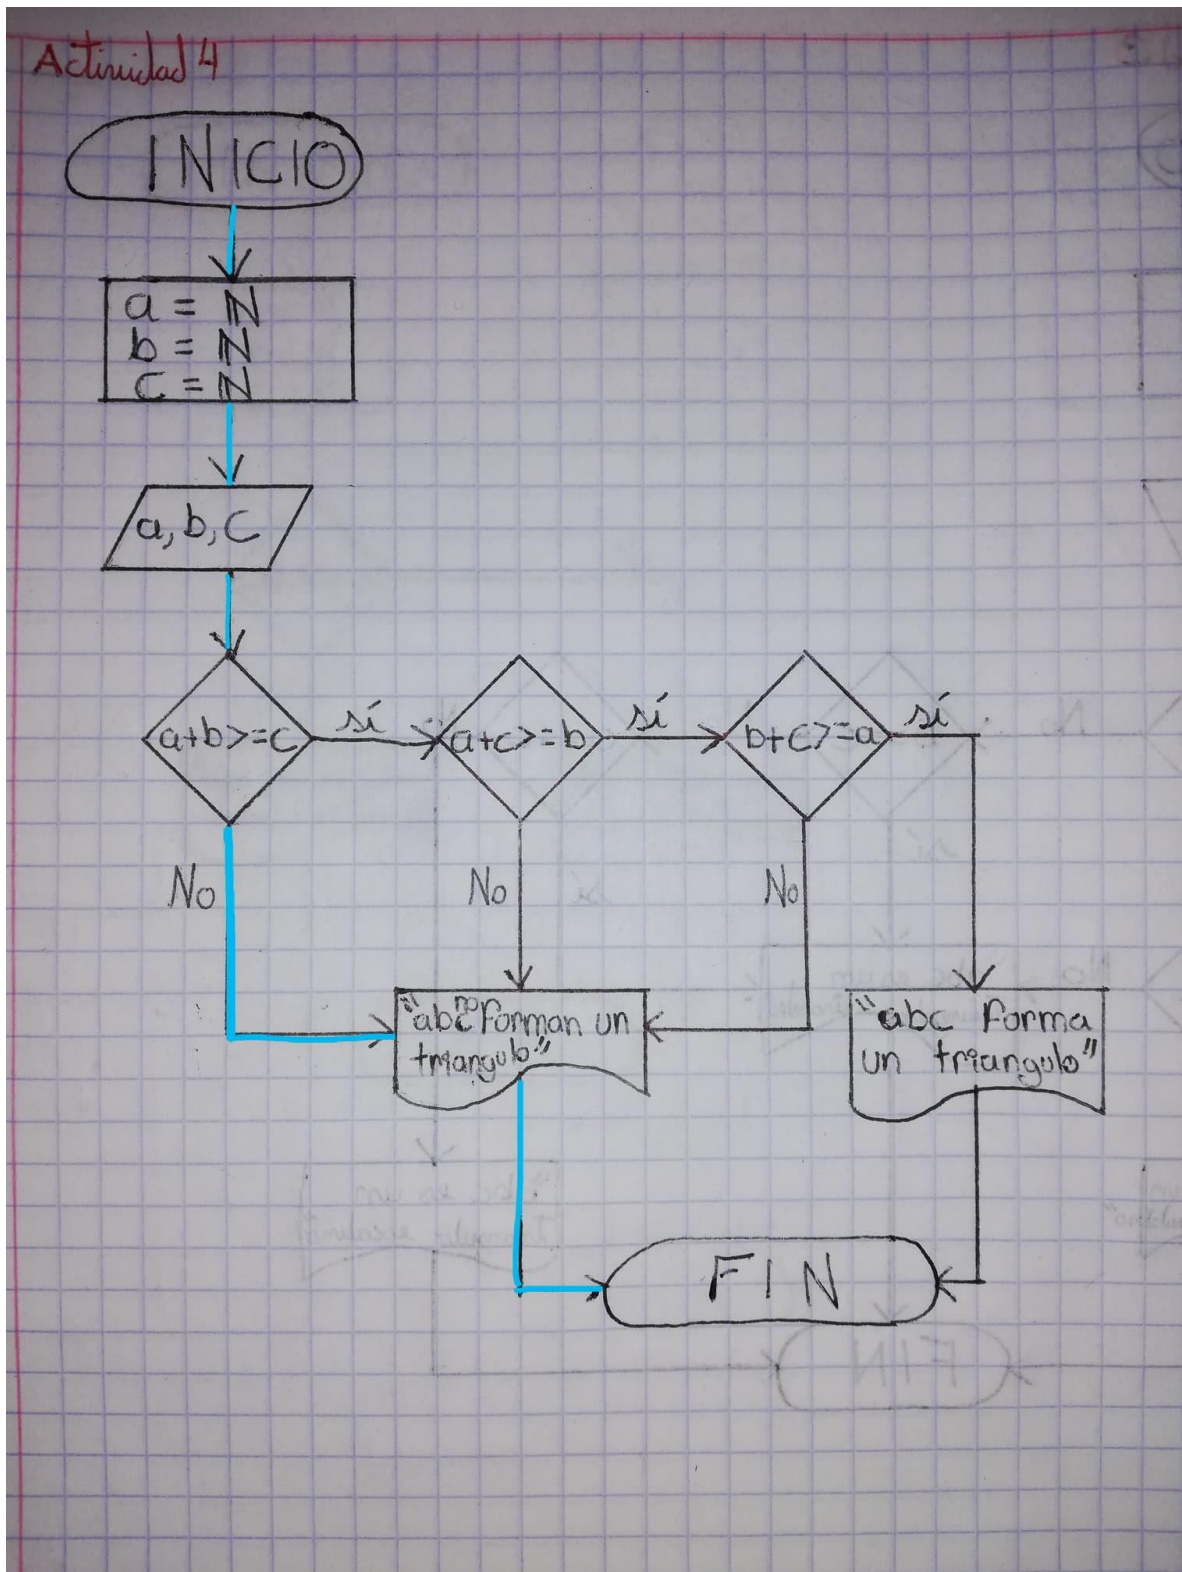 Actividad 4
INICIO
a = ℕ
b = ℕ
c = ℕ
a, b, c
a+b>=c
sí
a+c>=b
sí
b+c>=a
sí
No
No
No
"abc no forman un
triangulo"
"abc forma
un triangulo"
FIN